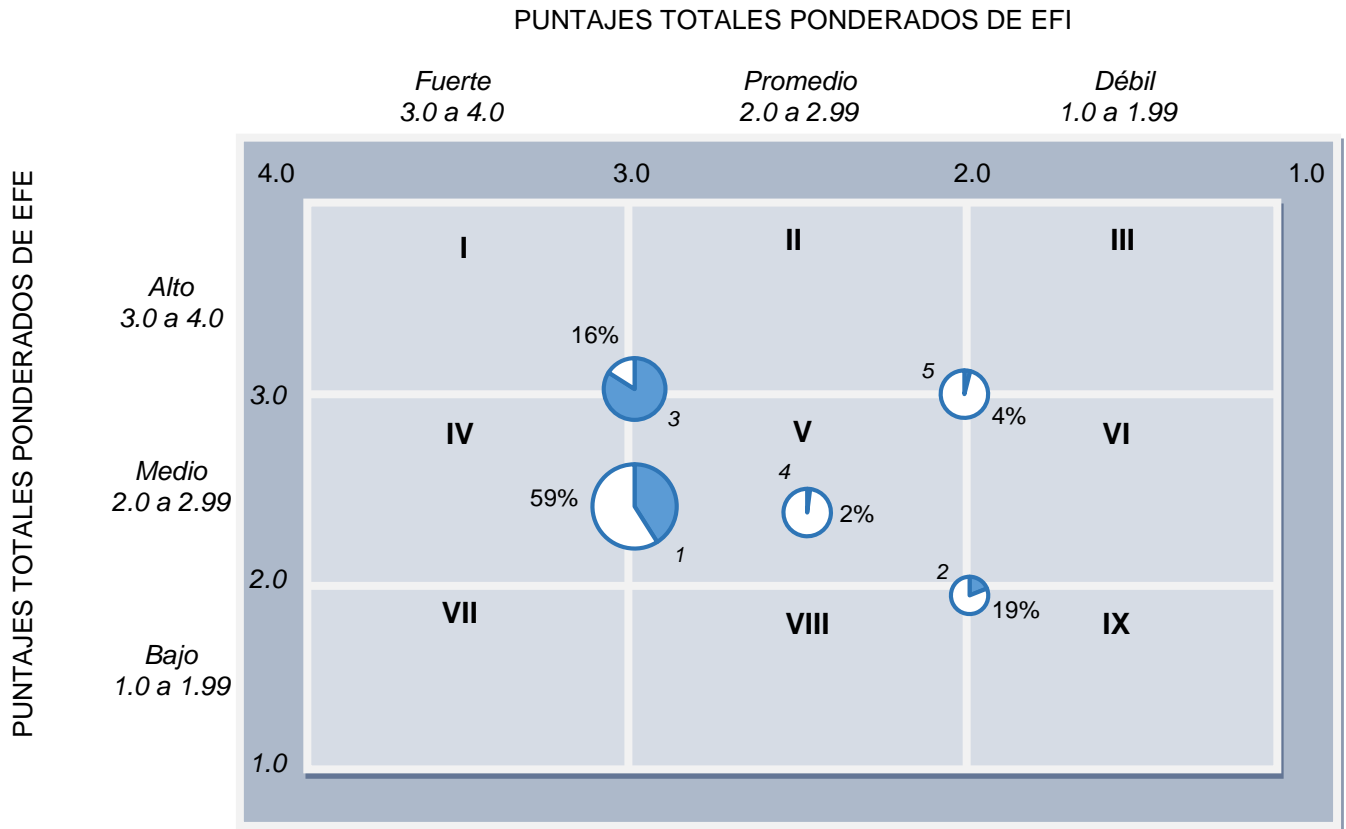 PUNTAJES TOTALES PONDERADOS DE EFI
Fuerte
3.0 a 4.0
Promedio
2.0 a 2.99
Débil
1.0 a 1.99
PUNTAJES TOTALES PONDERADOS DE EFE
4.0
3.0
2.0
1.0
I
II
III
Alto
3.0 a 4.0
16%
3
5
4%
3.0
IV
V
VI
Medio
2.0 a 2.99
59%
1
4
2%
2.0
2
19%
VII
VIII
IX
Bajo
1.0 a 1.99
1.0